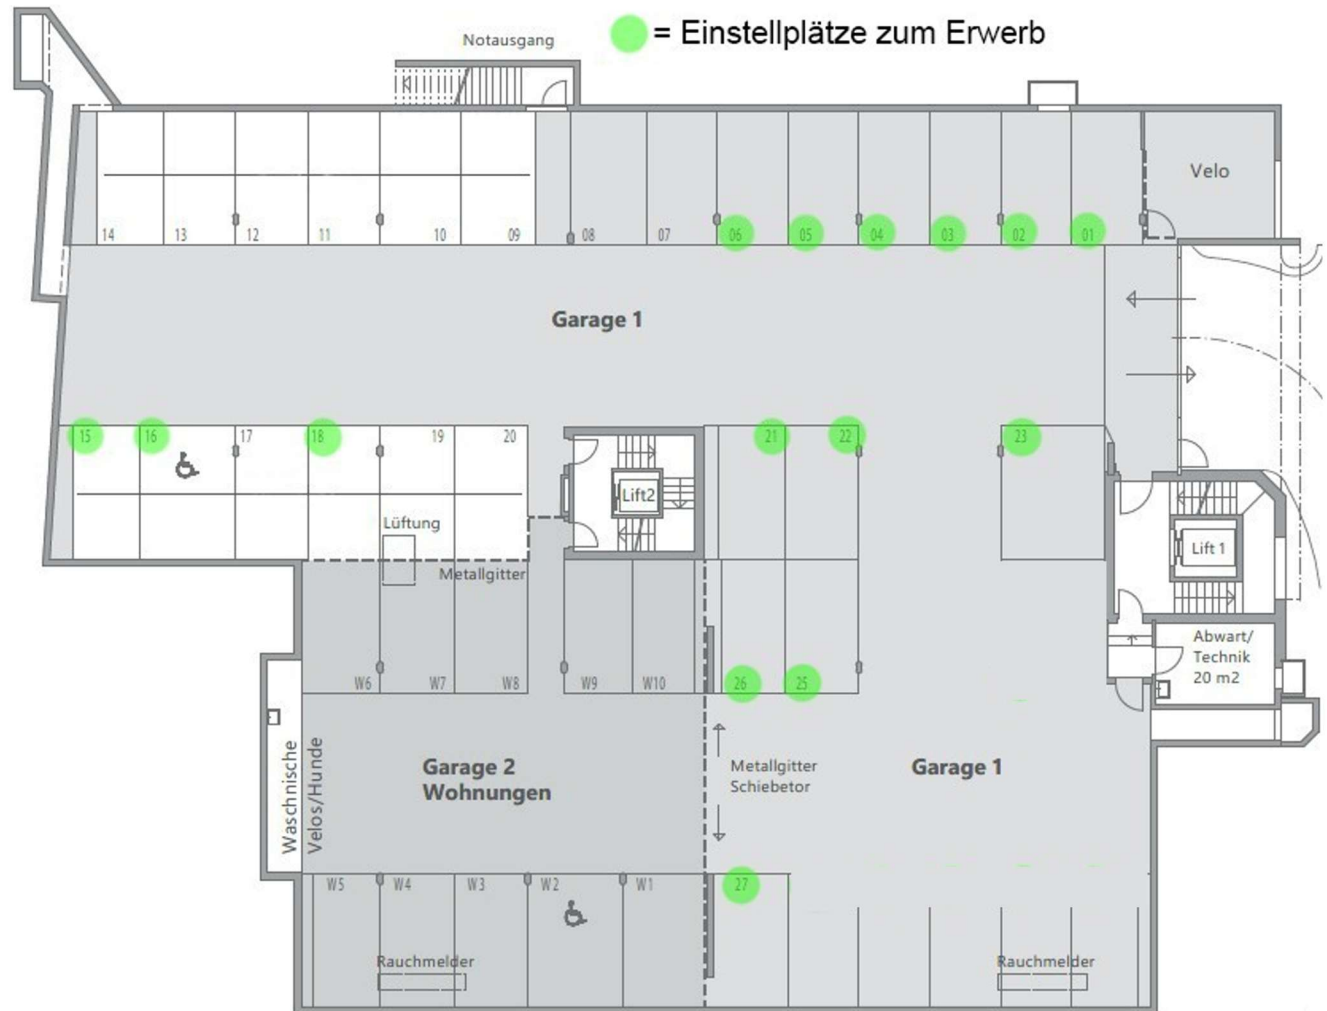 = Einstellplätze zum Erwerb
Notausgang
Velo
14 13 12 11 10 09 08 07 06 05 04 03 02 01
Garage 1
15 16 17 18 19 20 21 22 23
Lift2
Lüftung
Metallgitter
Lift 1
Abwart/
Technik
20 m2
W6 W7 W8 W9 W10 26 25
Waschnische
Velos/Hunde
Garage 2
Wohnungen
Metallgitter
Schiebetor
Garage 1
W5 W4 W3 W2 W1 27
Rauchmelder
Rauchmelder